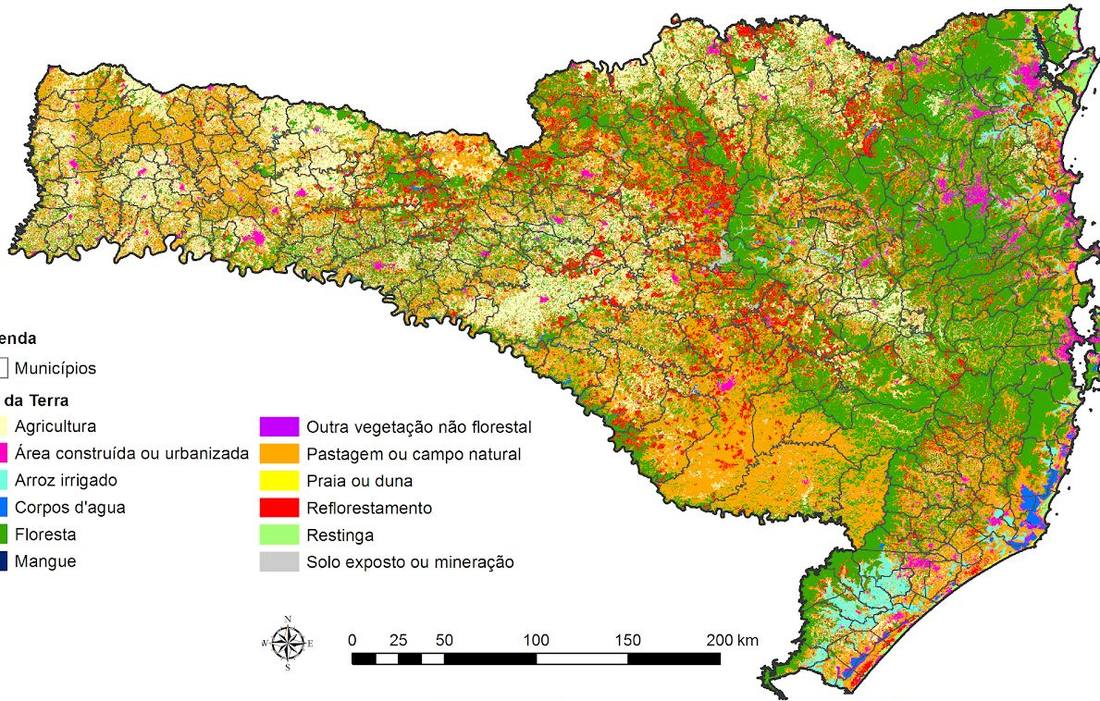 enda
Municípios
da Terra
Agricultura
Área construída ou urbanizada
Arroz irrigado
Corpos d'agua
Floresta
Mangue
Outra vegetação não florestal
Pastagem ou campo natural
Praia ou duna
Reflorestamento
Restinga
Solo exposto ou mineração
N
W E
S
0 25 50 100 150 200 km